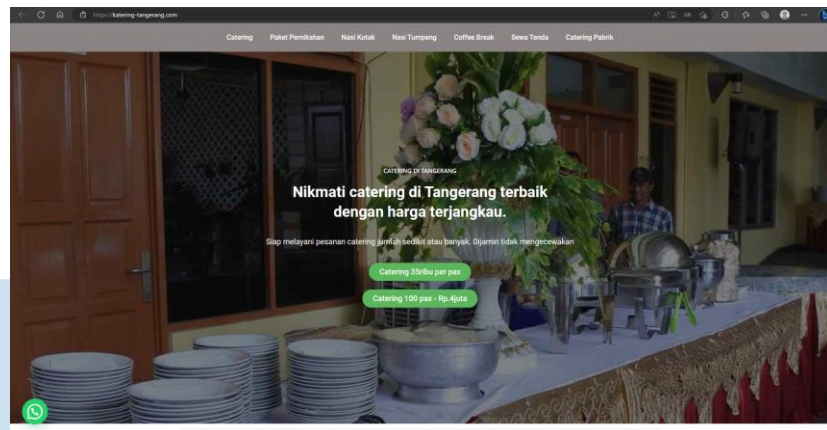 https://katering-tangerang.com
Catering Paket Pernikahan Nasi Kotak Nasi Tumpeng Coffee Break Sewa Tenda Catering Pabrik
CATERING DI TANGERANG
Nikmati catering di Tangerang terbaik
dengan harga terjangkau.
Siap melayani pesanan catering jumlah sedikit atau banyak. Dijamin tidak mengecewakan
Catering 35ribu per pax
Catering 100 pax - Rp.4juta